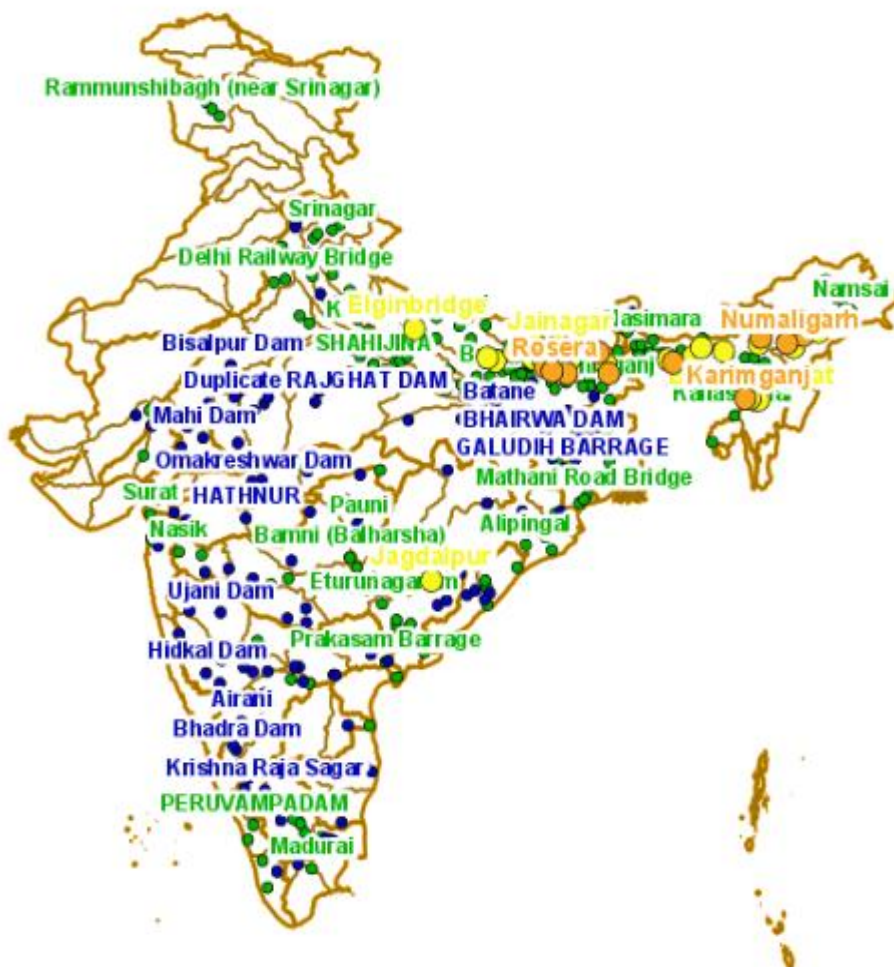 Rammunshibagh (near Srinagar)
Srinagar
Delhi Railway Bridge
Namsai
K
Elginbridge
Jainagar
Numaligarh
Bisalpur Dam
SHAHIJINA
Rosera
Karimganj
Duplicate RAJGHAT DAM
Batane
Mahi Dam
BHAIRWA DAM
Omakreshwar Dam
GALUDIH BARRAGE
Mathani Road Bridge
Surat
HATHNUR
Pauni
Nasik
Bamni (Balharsha)
Alipingal
Jagdalpur
Ujani Dam
Prakasam Barrage
Hidkal Dam
Airani
Bhadra Dam
Krishna Raja Sagar
PERUVAMPADAM
Madurai